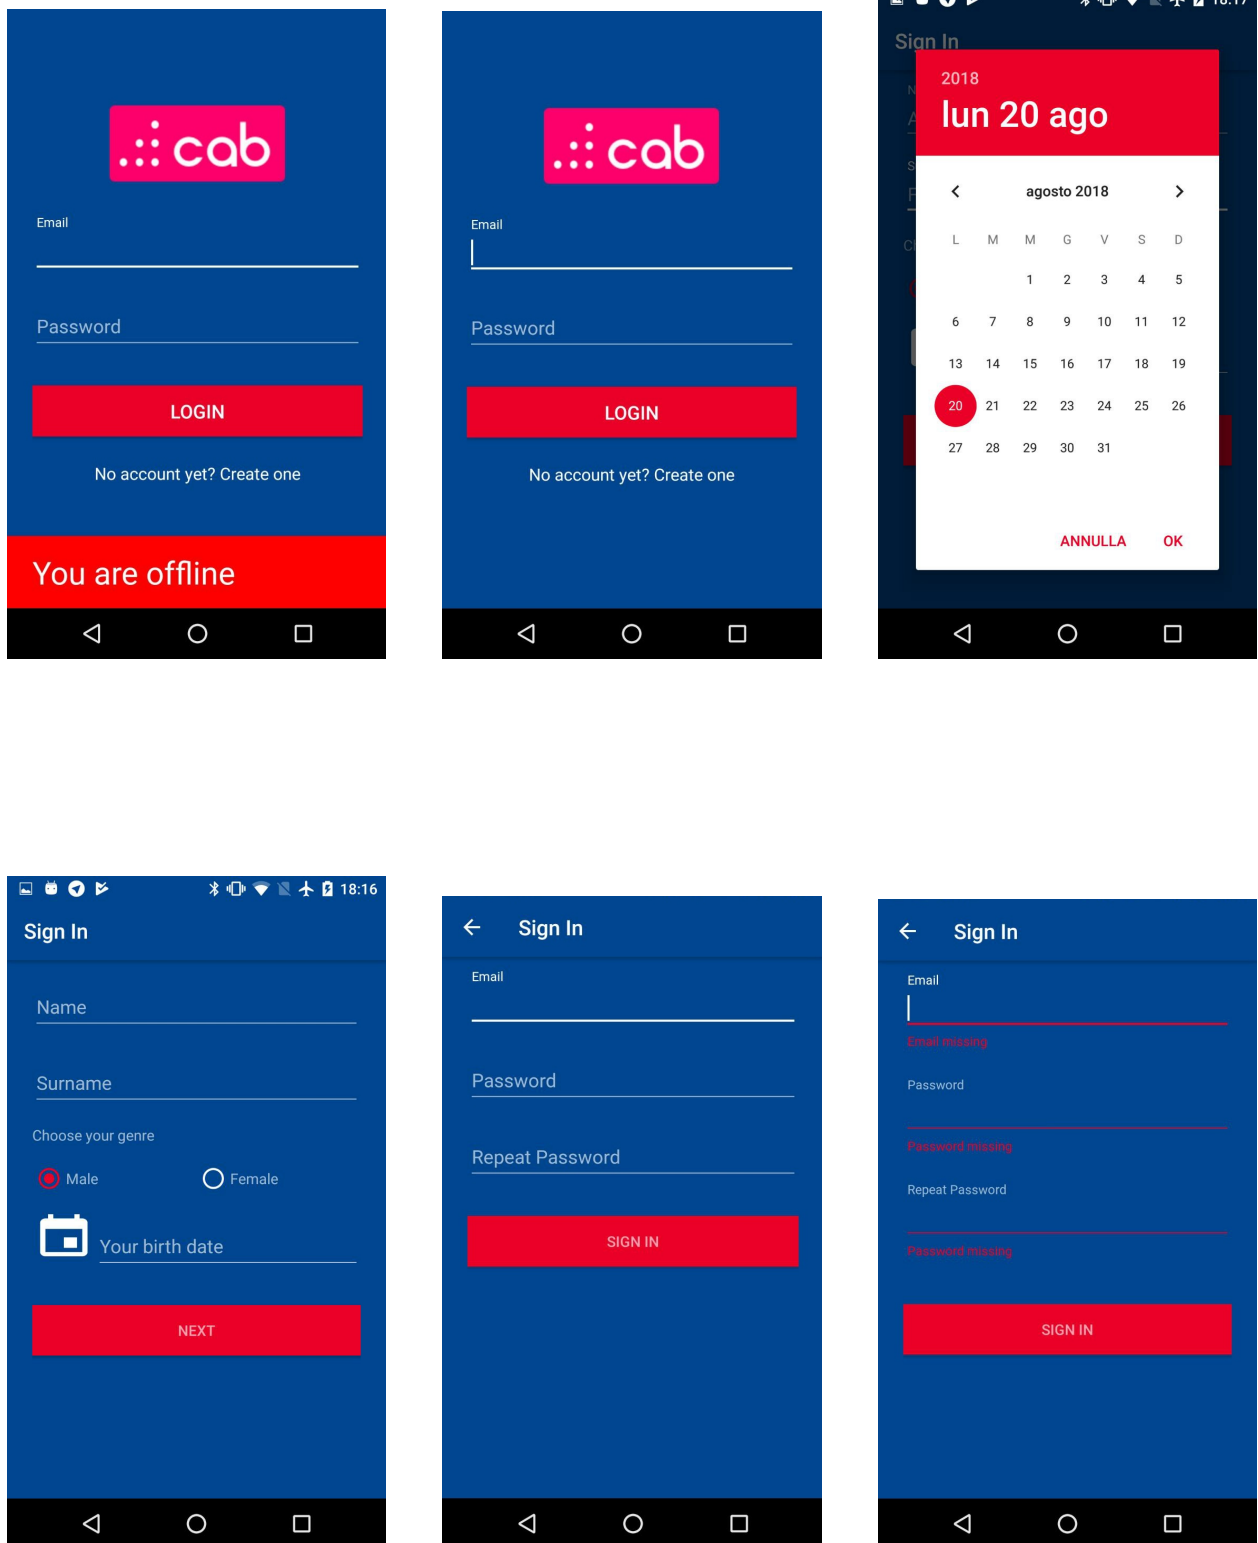 cab
Email
Password
LOGIN
No account yet? Create one
You are offline
cab
Email
Password
LOGIN
No account yet? Create one
Sign In
2018
lun 20 ago
agosto 2018
L M M G V S D
1 2 3 4 5
6 7 8 9 10 11 12
13 14 15 16 17 18 19
20 21 22 23 24 25 26
27 28 29 30 31
ANNULLA OK
18:16
Sign In
Name
Surname
Choose your genre
Male Female
Your birth date
NEXT
Sign In
Email
Password
Repeat Password
SIGN IN
Sign In
Email
Email missing
Password
Password missing
Repeat Password
Password missing
SIGN IN